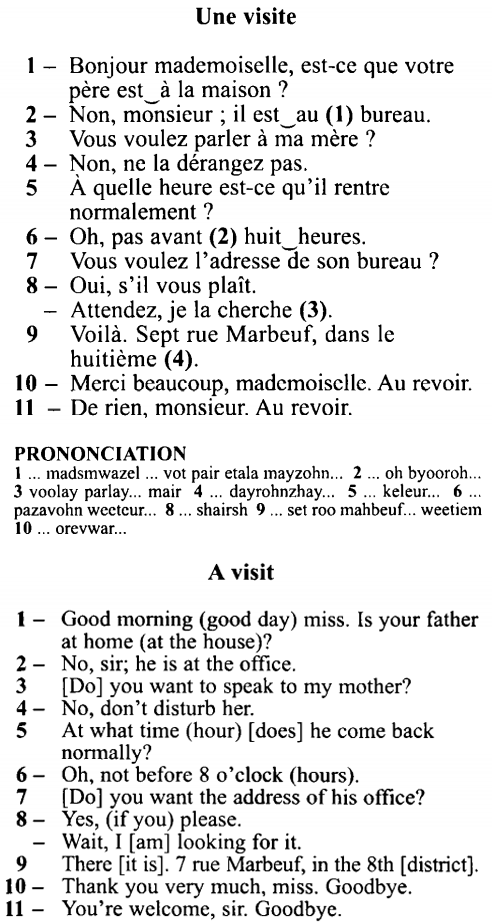 Une visite
1 – Bonjour mademoiselle, est-ce que votre
père est‿à la maison ?
2 – Non, monsieur ; il est‿au (1) bureau.
3 Vous voulez parler à ma mère ?
4 – Non, ne la dérangez pas.
5 À quelle heure est-ce qu’il rentre
normalement ?
6 – Oh, pas avant (2) huit‿heures.
7 Vous voulez l’adresse de son bureau ?
8 – Oui, s’il vous plaît.
– Attendez, je la cherche (3).
9 Voilà. Sept rue Marbeuf, dans le
huitième (4).
10 – Merci beaucoup, mademoiselle. Au revoir.
11 – De rien, monsieur. Au revoir.
PRONONCIATION
1 ... madsmwazel ... vot pair etala mayzohn... 2 ... oh byooroh...
3 voolay parlay... mair 4 ... dayrohnzhay... 5 ... keleur... 6 ...
pazavohn weeteur... 8 ... shairsh 9 ... set roo mahbeuf... weetiem
10 ... orevwar...
A visit
1 – Good morning (good day) miss. Is your father
at home (at the house)?
2 – No, sir; he is at the office.
3 [Do] you want to speak to my mother?
4 – No, don’t disturb her.
5 At what time (hour) [does] he come back
normally?
6 – Oh, not before 8 o’clock (hours).
7 [Do] you want the address of his office?
8 – Yes, (if you) please.
– Wait, I [am] looking for it.
9 There [it is]. 7 rue Marbeuf, in the 8th [district].
10 – Thank you very much, miss. Goodbye.
11 – You’re welcome, sir. Goodbye.